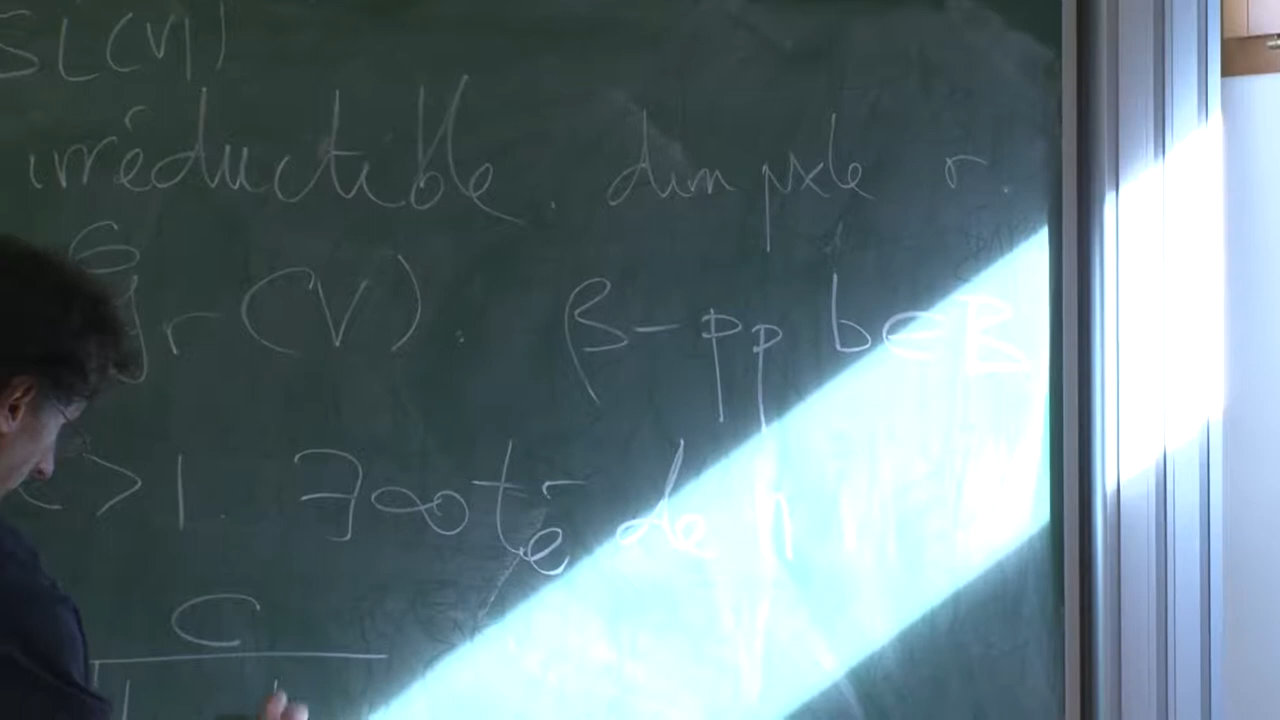 SL(V)
irréductible. dim pxle r.
Gr(V). β-pp b∈B
>1. ∃∞té de n
C